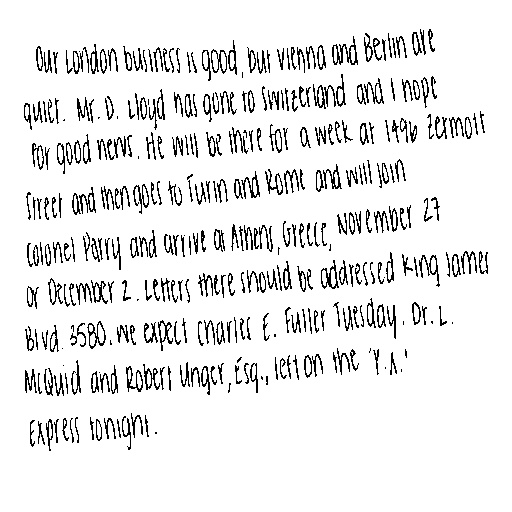 Our London business is good, but Vienna and Berlin are
quiet. Mr. D. Lloyd has gone to Switzerland and I hope
for good news. He will be there for a week at 1496 Zermott
Street and then goes to Turin and Rome and will join
Colonel Parry and arrive at Athens, Greece, November 27
or December 2. Letters there should be addressed King James
Blvd. 3580. We expect Charles E. Fuller Tuesday. Dr. L.
McQuid and Robert Unger, Esq., left on the 'Y.X.'
Express tonight.